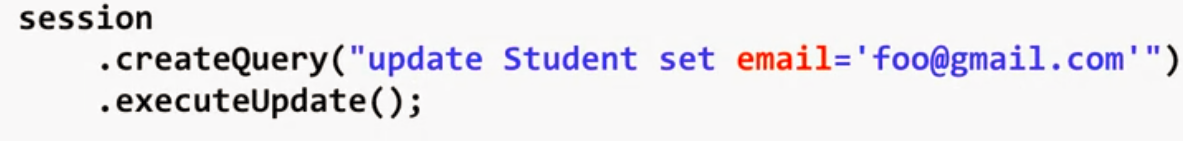 session
.createQuery("update Student set email='foo@gmail.com'")
.executeUpdate();